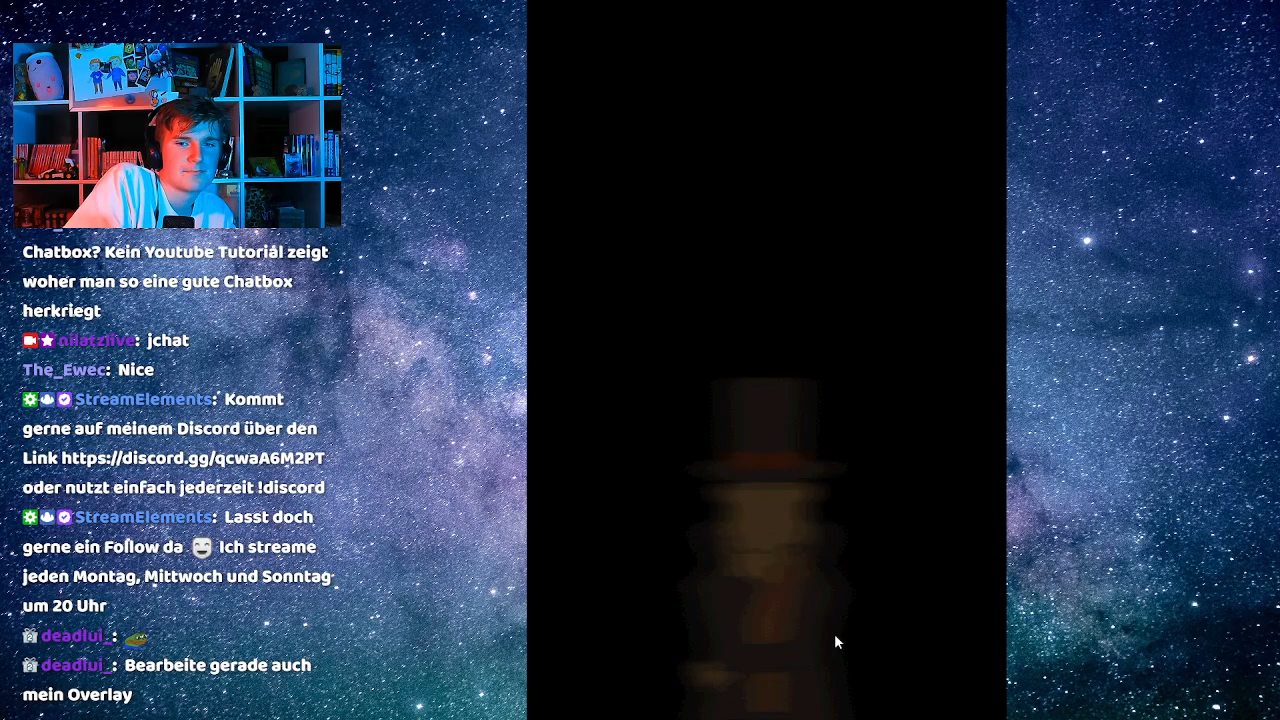 Chatbox? Kein Youtube Tutorial zeigt
woher man so eine gute Chatbox
herkriegt
nilatzlive: jchat
The_Ewec: Nice
StreamElements: Kommt
gerne auf meinem Discord über den
Link https://discord.gg/qcwaA6M2PT
oder nutzt einfach jederzeit !discord
StreamElements: Lasst doch
gerne ein Follow da Ich streame
jeden Montag, Mittwoch und Sonntag
um 20 Uhr
deadlui_:
deadlui_: Bearbeite gerade auch
mein Overlay